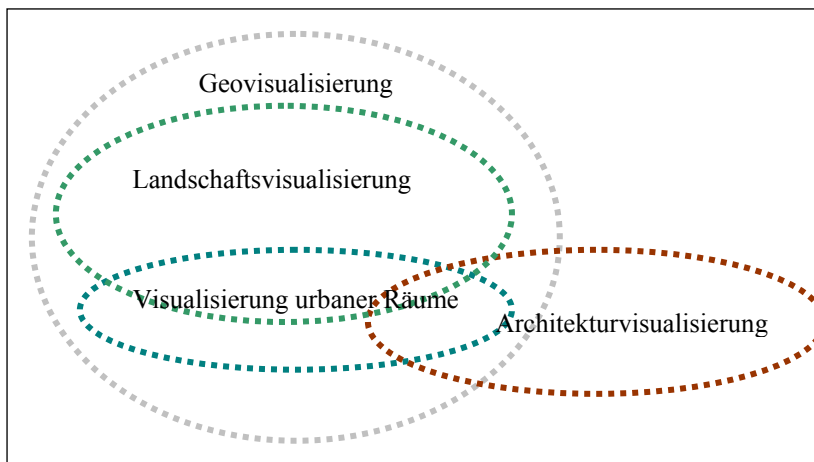 Geovisualisierung
Landschaftsvisualisierung
Visualisierung urbaner Räume
Architekturvisualisierung